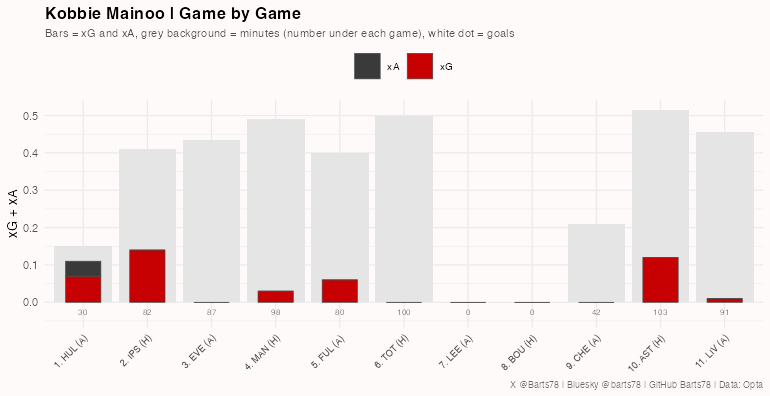 Kobbie Mainoo | Game by Game
Bars = xG and xA, grey background = minutes (number under each game), white dot = goals
xA xG
xG + xA
0.5
0.4
0.3
0.2
0.1
0.0
30 82 87 98 80 100 0 0 42 103 91
1. HUL (A) 2. IPS (H) 3. EVE (A) 4. MAN (H) 5. FUL (A) 6. TOT (H) 7. LEE (A) 8. BOU (H) 9. CHE (A) 10. AST (H) 11. LIV (A)
X @Barts78 | Bluesky @barts78 | GitHub Barts78 | Data: Opta